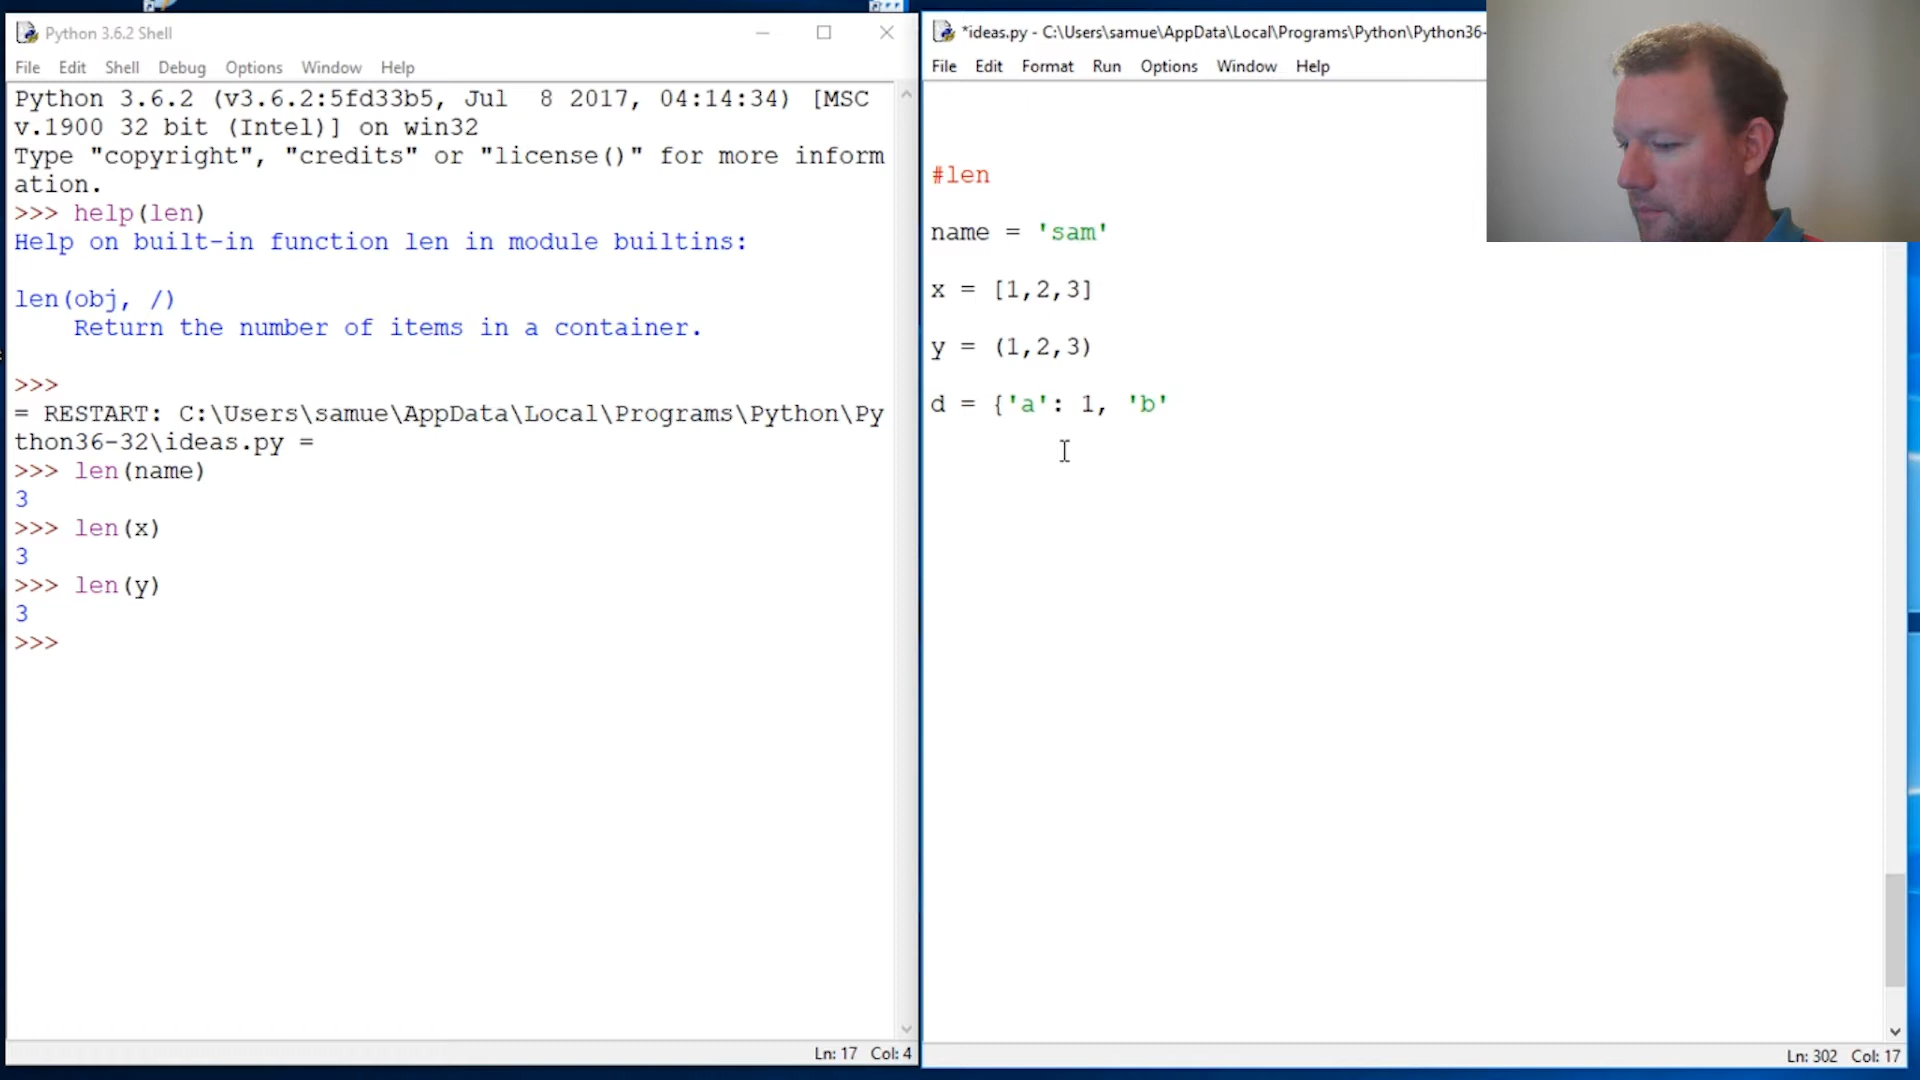 Python 3.6.2 Shell
File Edit Shell Debug Options Window Help
Python 3.6.2 (v3.6.2:5fd33b5, Jul  8 2017, 04:14:34) [MSC
v.1900 32 bit (Intel)] on win32
Type "copyright", "credits" or "license()" for more inform
ation.
>>> help(len)
Help on built-in function len in module builtins:
len(obj, /)
    Return the number of items in a container.
>>>
= RESTART: C:\Users\samue\AppData\Local\Programs\Python\Py
thon36-32\ideas.py =
>>> len(name)
3
>>> len(x)
3
>>> len(y)
3
>>>
Ln: 17 Col: 4
*ideas.py - C:\Users\samue\AppData\Local\Programs\Python\Python36-
File Edit Format Run Options Window Help
#len
name = 'sam'
x = [1,2,3]
y = (1,2,3)
d = {'a': 1, 'b'
Ln: 302 Col: 17